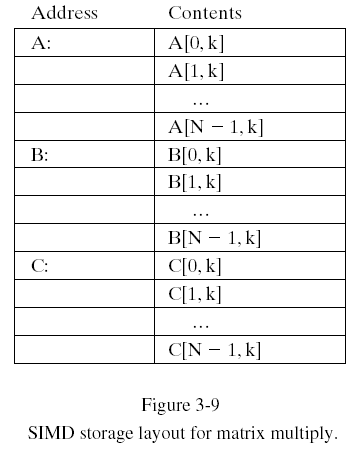 Address Contents
A: A[0, k]
A[1, k]
...
A[N − 1, k]
B: B[0, k]
B[1, k]
...
B[N − 1, k]
C: C[0, k]
C[1, k]
...
C[N − 1, k]
Figure 3-9
SIMD storage layout for matrix multiply.